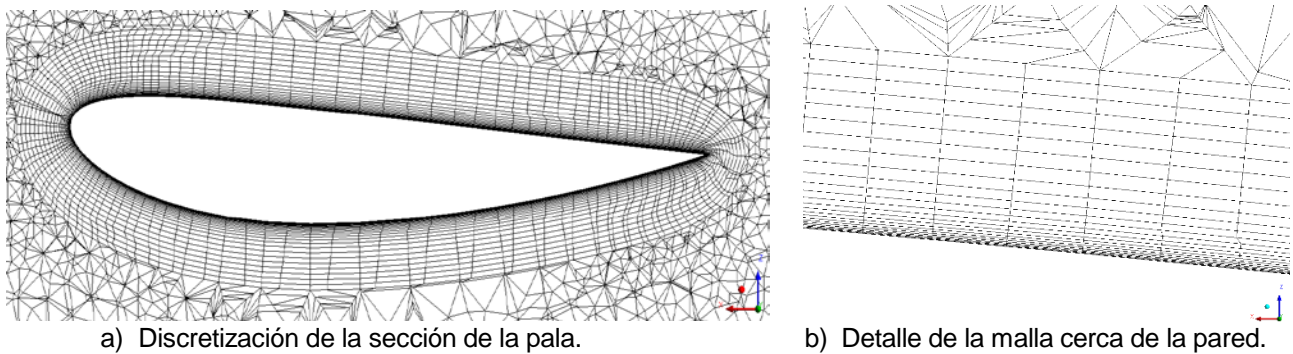 a) Discretización de la sección de la pala.
b) Detalle de la malla cerca de la pared.